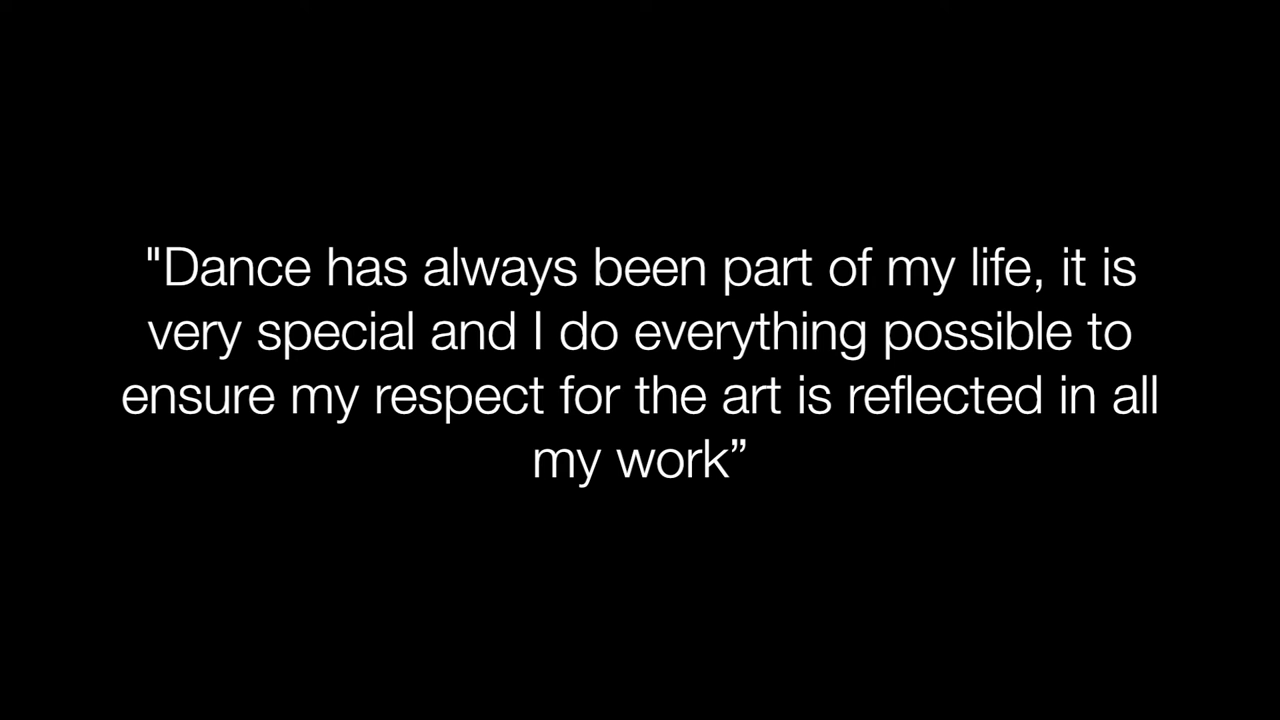 "Dance has always been part of my life, it is
very special and I do everything possible to
ensure my respect for the art is reflected in all
my work”